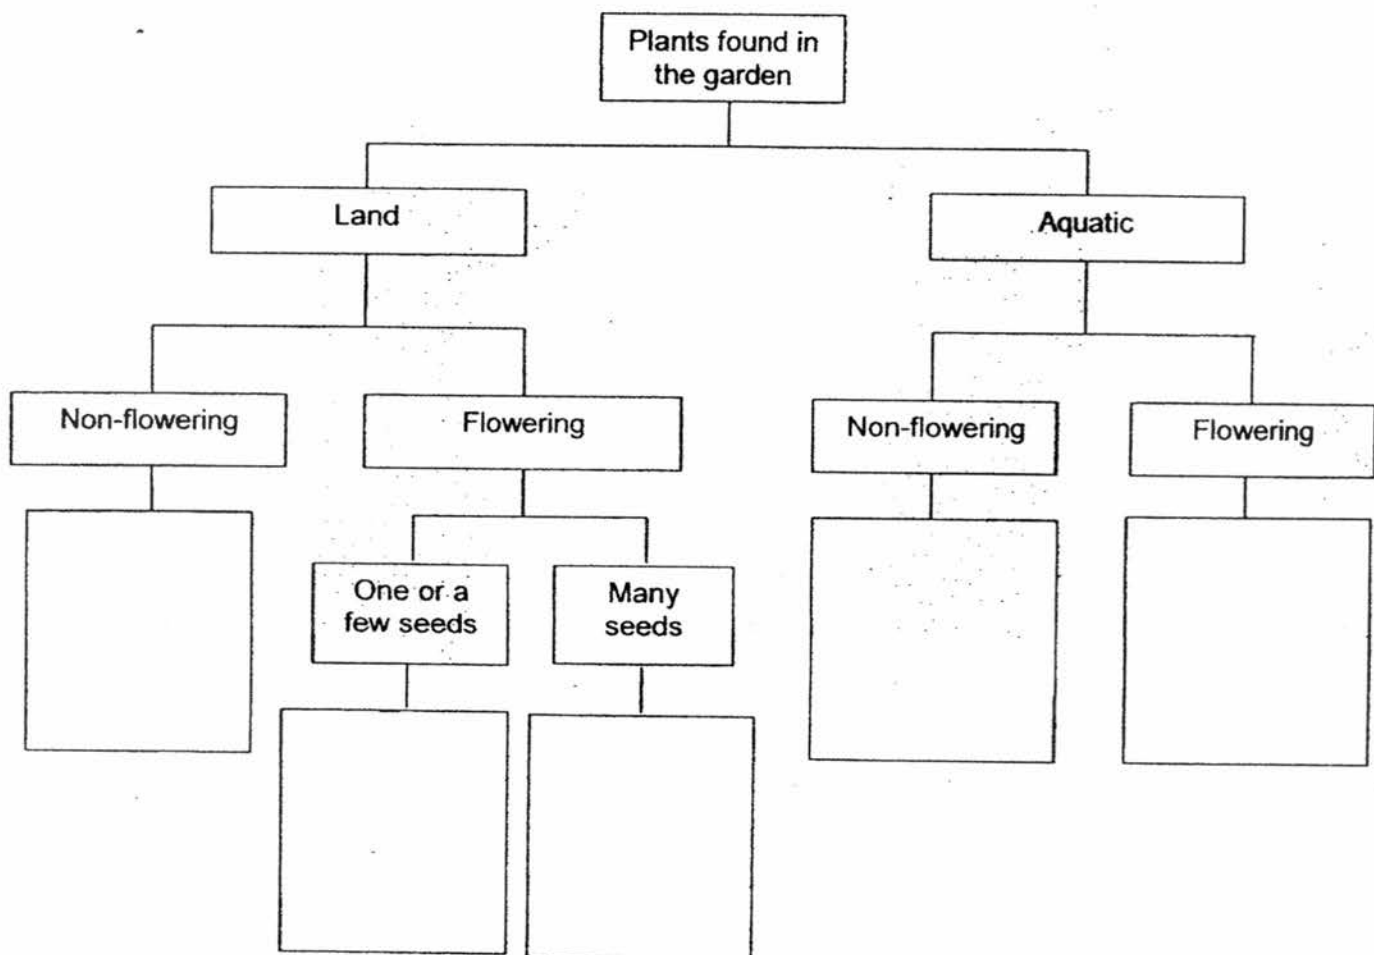 Plants found in
the garden
Land
Aquatic
Non-flowering
Flowering
Non-flowering
Flowering
One or a
few seeds
Many
seeds